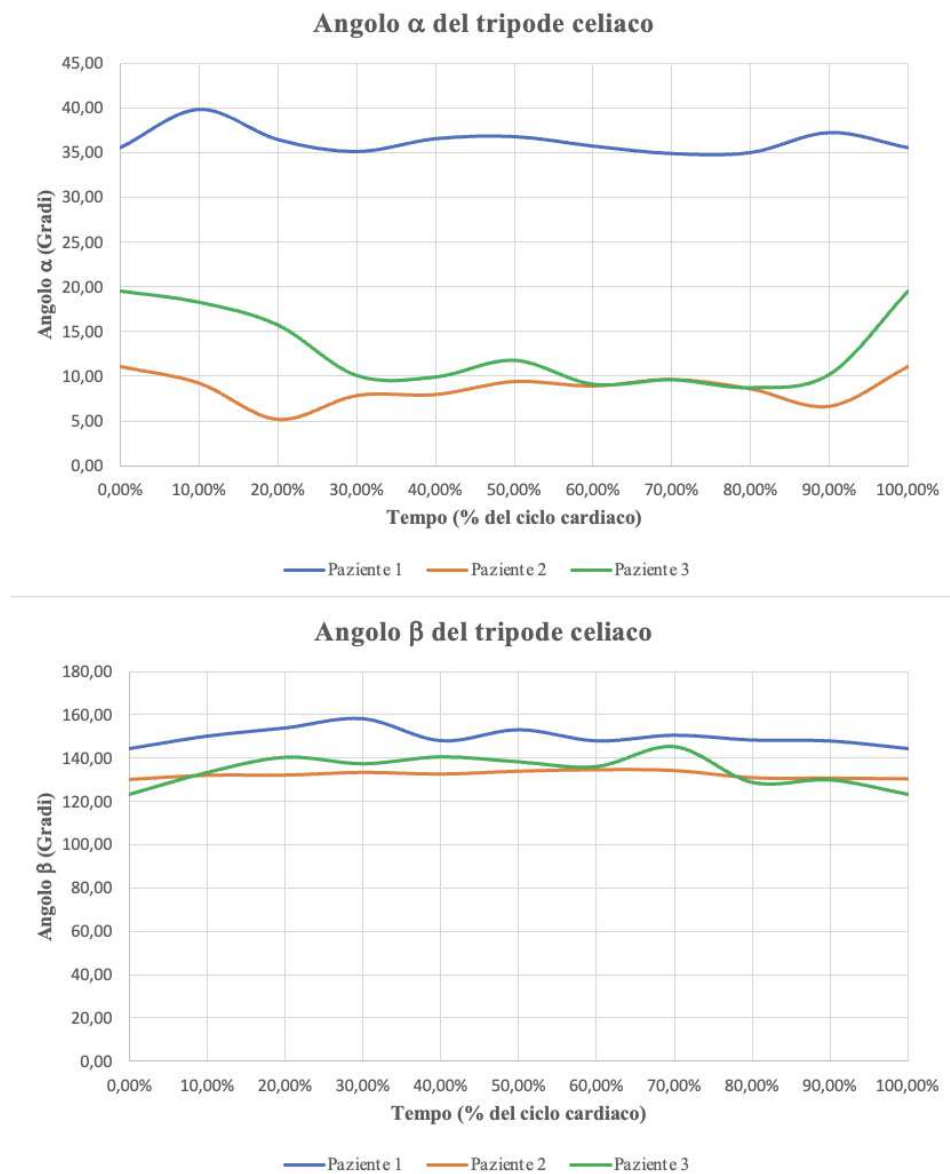 Angolo α del tripode celiaco
45,00
40,00
35,00
30,00
25,00
20,00
15,00
10,00
5,00
0,00
Angolo α (Gradi)
0,00% 10,00% 20,00% 30,00% 40,00% 50,00% 60,00% 70,00% 80,00% 90,00% 100,00%
Tempo (% del ciclo cardiaco)
Paziente 1 Paziente 2 Paziente 3
Angolo β del tripode celiaco
180,00
160,00
140,00
120,00
100,00
80,00
60,00
40,00
20,00
0,00
Angolo β (Gradi)
0,00% 10,00% 20,00% 30,00% 40,00% 50,00% 60,00% 70,00% 80,00% 90,00% 100,00%
Tempo (% del ciclo cardiaco)
Paziente 1 Paziente 2 Paziente 3